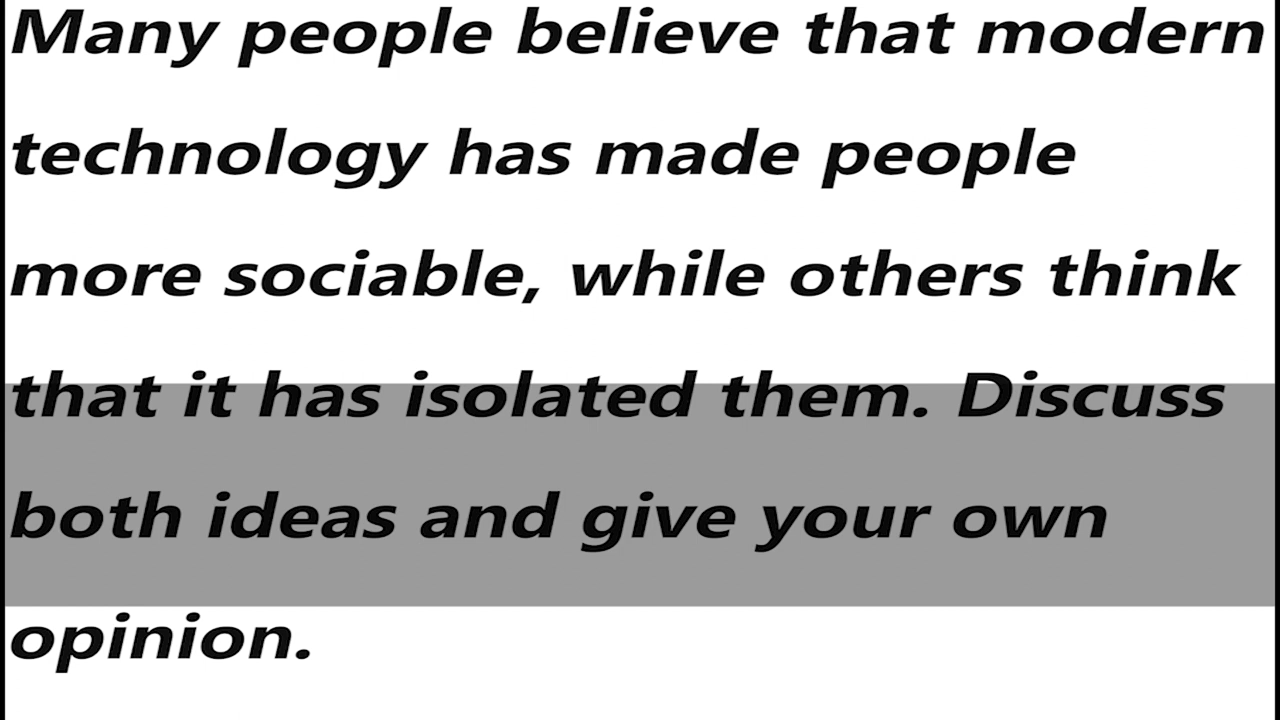 Many people believe that modern
technology has made people
more sociable, while others think
that it has isolated them. Discuss
both ideas and give your own
opinion.